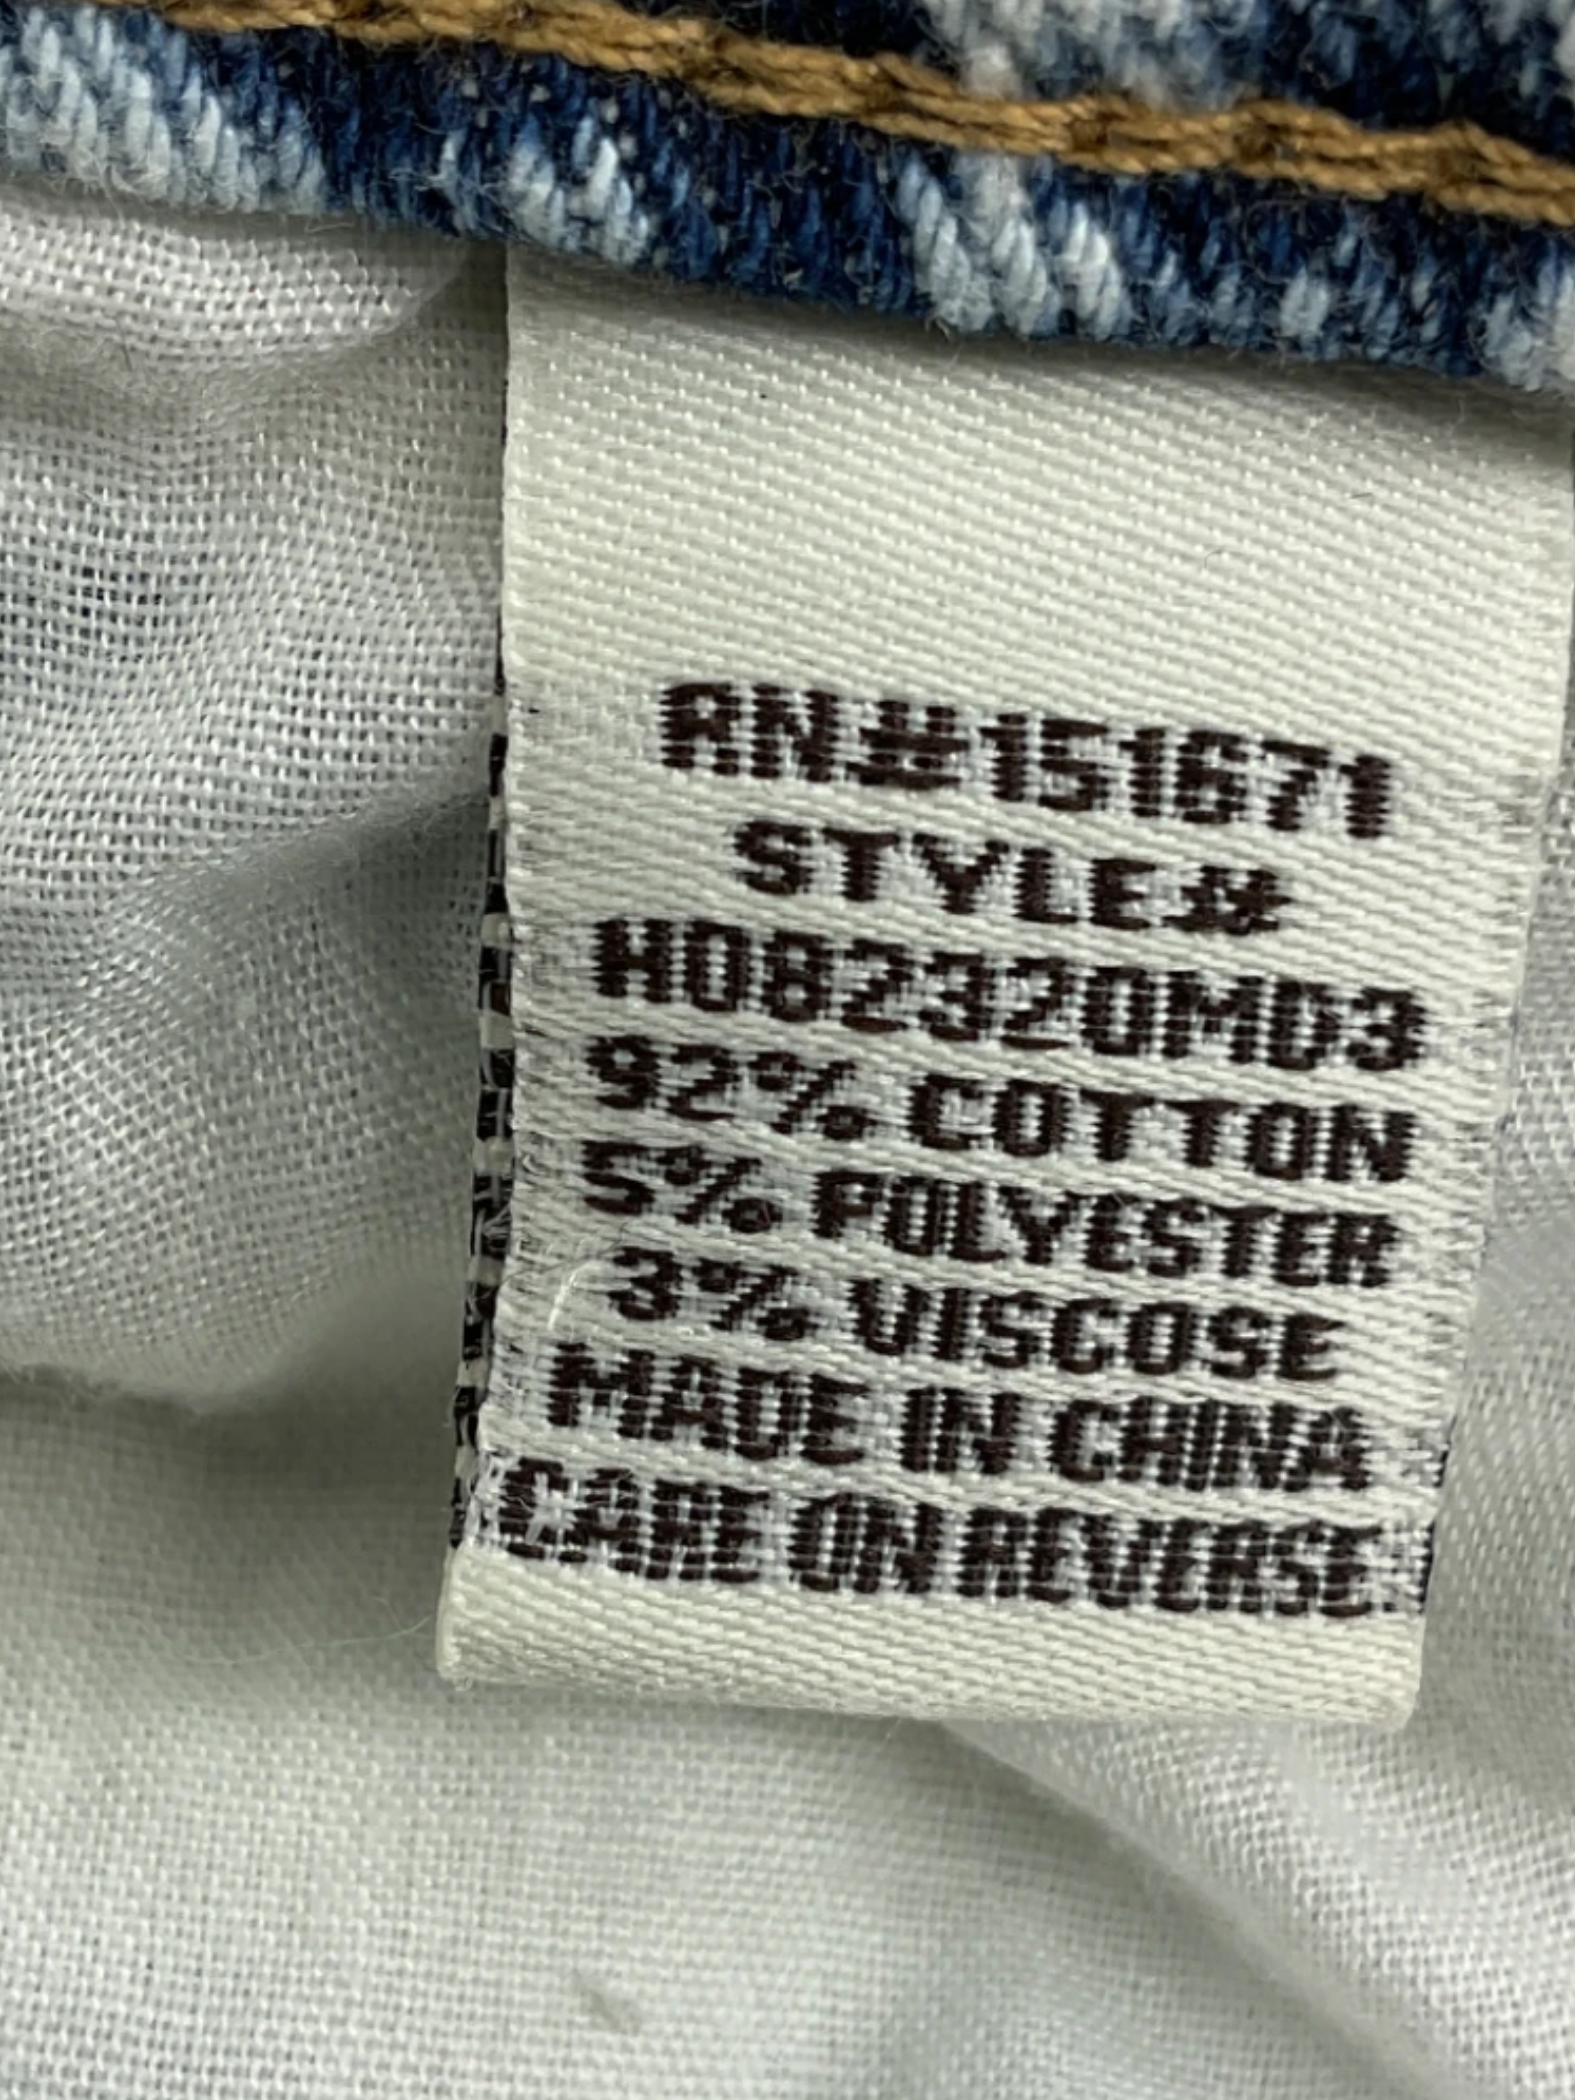 RN#151671
STYLE#
H082320MD3
92% COTTON
5% POLYESTER
3% VISCOSE
MADE IN CHINA
CARE ON REVERSE